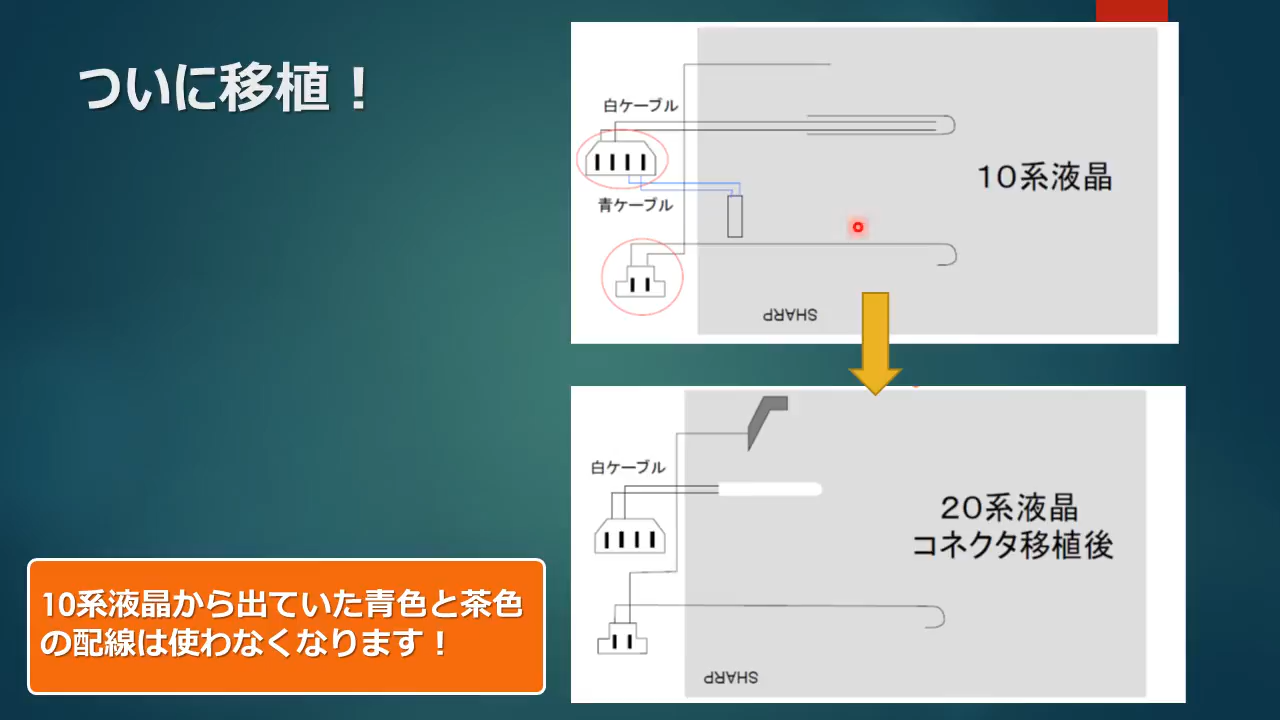 ついに移植！
白ケーブル
10系液晶
青ケーブル
SHARP
白ケーブル
20系液晶
コネクタ移植後
SHARP
10系液晶から出ていた青色と茶色
の配線は使わなくなります！